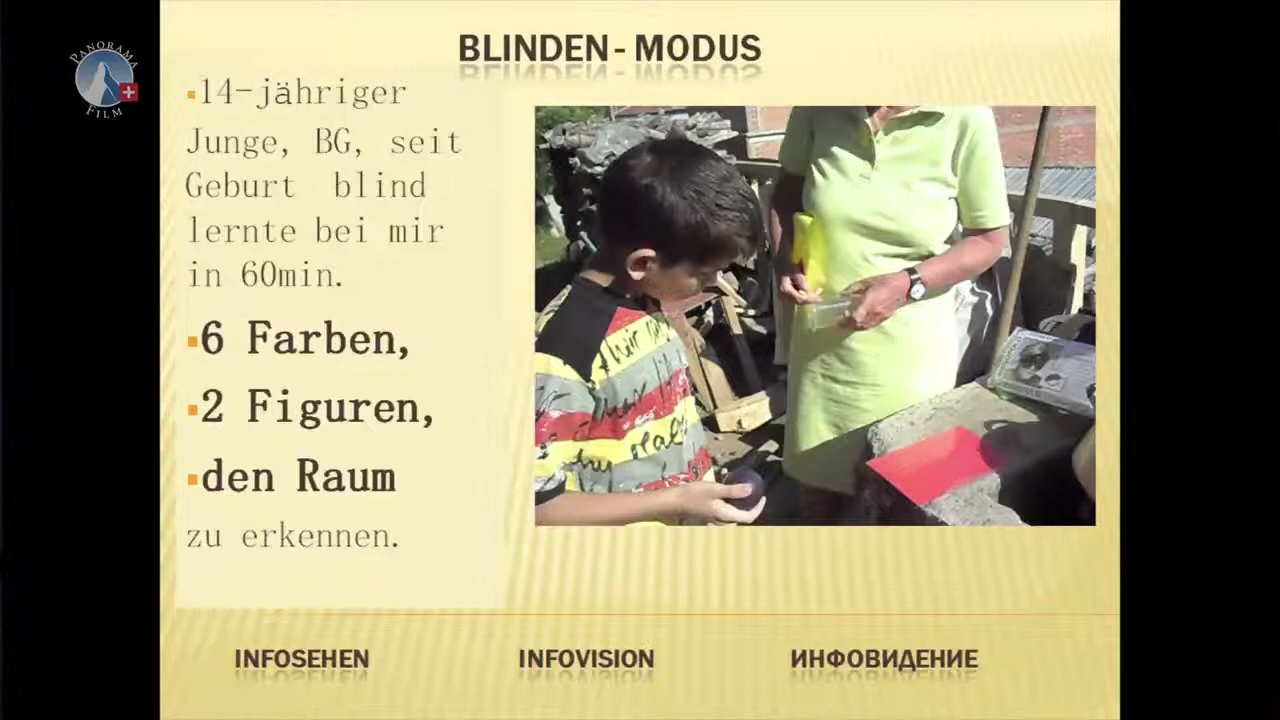 PANORAMA
FILM
BLINDEN - MODUS
14-jähriger
Junge, BG, seit
Geburt blind
lernte bei mir
in 60min.
6 Farben,
2 Figuren,
den Raum
zu erkennen.
INFOSEHEN
INFOVISION
ИНФОВИДЕНИЕ